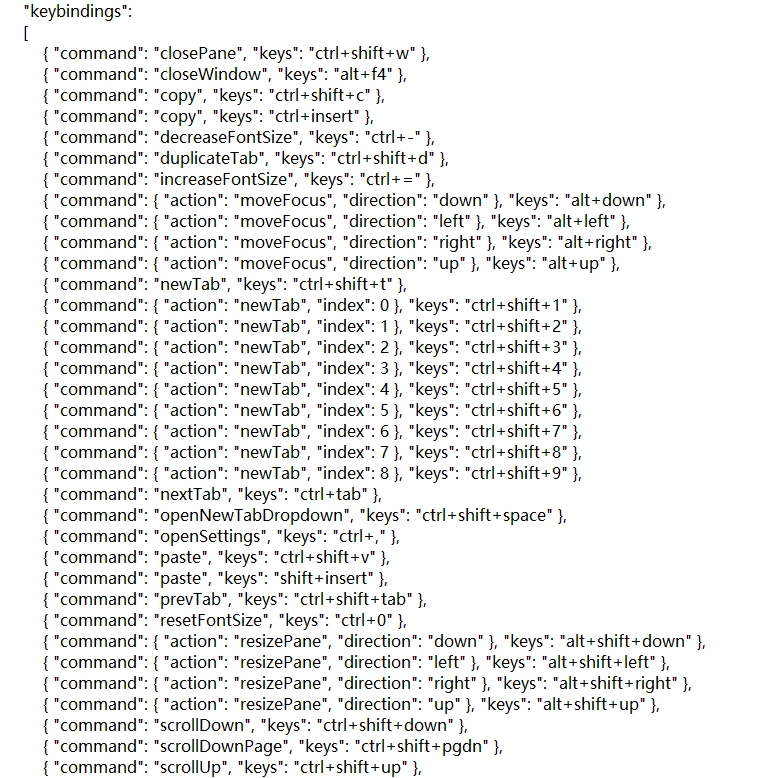 "keybindings":
[
{ "command": "closePane", "keys": "ctrl+shift+w" },
{ "command": "closeWindow", "keys": "alt+f4" },
{ "command": "copy", "keys": "ctrl+shift+c" },
{ "command": "copy", "keys": "ctrl+insert" },
{ "command": "decreaseFontSize", "keys": "ctrl+-" },
{ "command": "duplicateTab", "keys": "ctrl+shift+d" },
{ "command": "increaseFontSize", "keys": "ctrl+=" },
{ "command": { "action": "moveFocus", "direction": "down" }, "keys": "alt+down" },
{ "command": { "action": "moveFocus", "direction": "left" }, "keys": "alt+left" },
{ "command": { "action": "moveFocus", "direction": "right" }, "keys": "alt+right" },
{ "command": { "action": "moveFocus", "direction": "up" }, "keys": "alt+up" },
{ "command": "newTab", "keys": "ctrl+shift+t" },
{ "command": { "action": "newTab", "index": 0 }, "keys": "ctrl+shift+1" },
{ "command": { "action": "newTab", "index": 1 }, "keys": "ctrl+shift+2" },
{ "command": { "action": "newTab", "index": 2 }, "keys": "ctrl+shift+3" },
{ "command": { "action": "newTab", "index": 3 }, "keys": "ctrl+shift+4" },
{ "command": { "action": "newTab", "index": 4 }, "keys": "ctrl+shift+5" },
{ "command": { "action": "newTab", "index": 5 }, "keys": "ctrl+shift+6" },
{ "command": { "action": "newTab", "index": 6 }, "keys": "ctrl+shift+7" },
{ "command": { "action": "newTab", "index": 7 }, "keys": "ctrl+shift+8" },
{ "command": { "action": "newTab", "index": 8 }, "keys": "ctrl+shift+9" },
{ "command": "nextTab", "keys": "ctrl+tab" },
{ "command": "openNewTabDropdown", "keys": "ctrl+shift+space" },
{ "command": "openSettings", "keys": "ctrl+," },
{ "command": "paste", "keys": "ctrl+shift+v" },
{ "command": "paste", "keys": "shift+insert" },
{ "command": "prevTab", "keys": "ctrl+shift+tab" },
{ "command": "resetFontSize", "keys": "ctrl+0" },
{ "command": { "action": "resizePane", "direction": "down" }, "keys": "alt+shift+down" },
{ "command": { "action": "resizePane", "direction": "left" }, "keys": "alt+shift+left" },
{ "command": { "action": "resizePane", "direction": "right" }, "keys": "alt+shift+right" },
{ "command": { "action": "resizePane", "direction": "up" }, "keys": "alt+shift+up" },
{ "command": "scrollDown", "keys": "ctrl+shift+down" },
{ "command": "scrollDownPage", "keys": "ctrl+shift+pgdn" },
{ "command": "scrollUp", "keys": "ctrl+shift+up" },